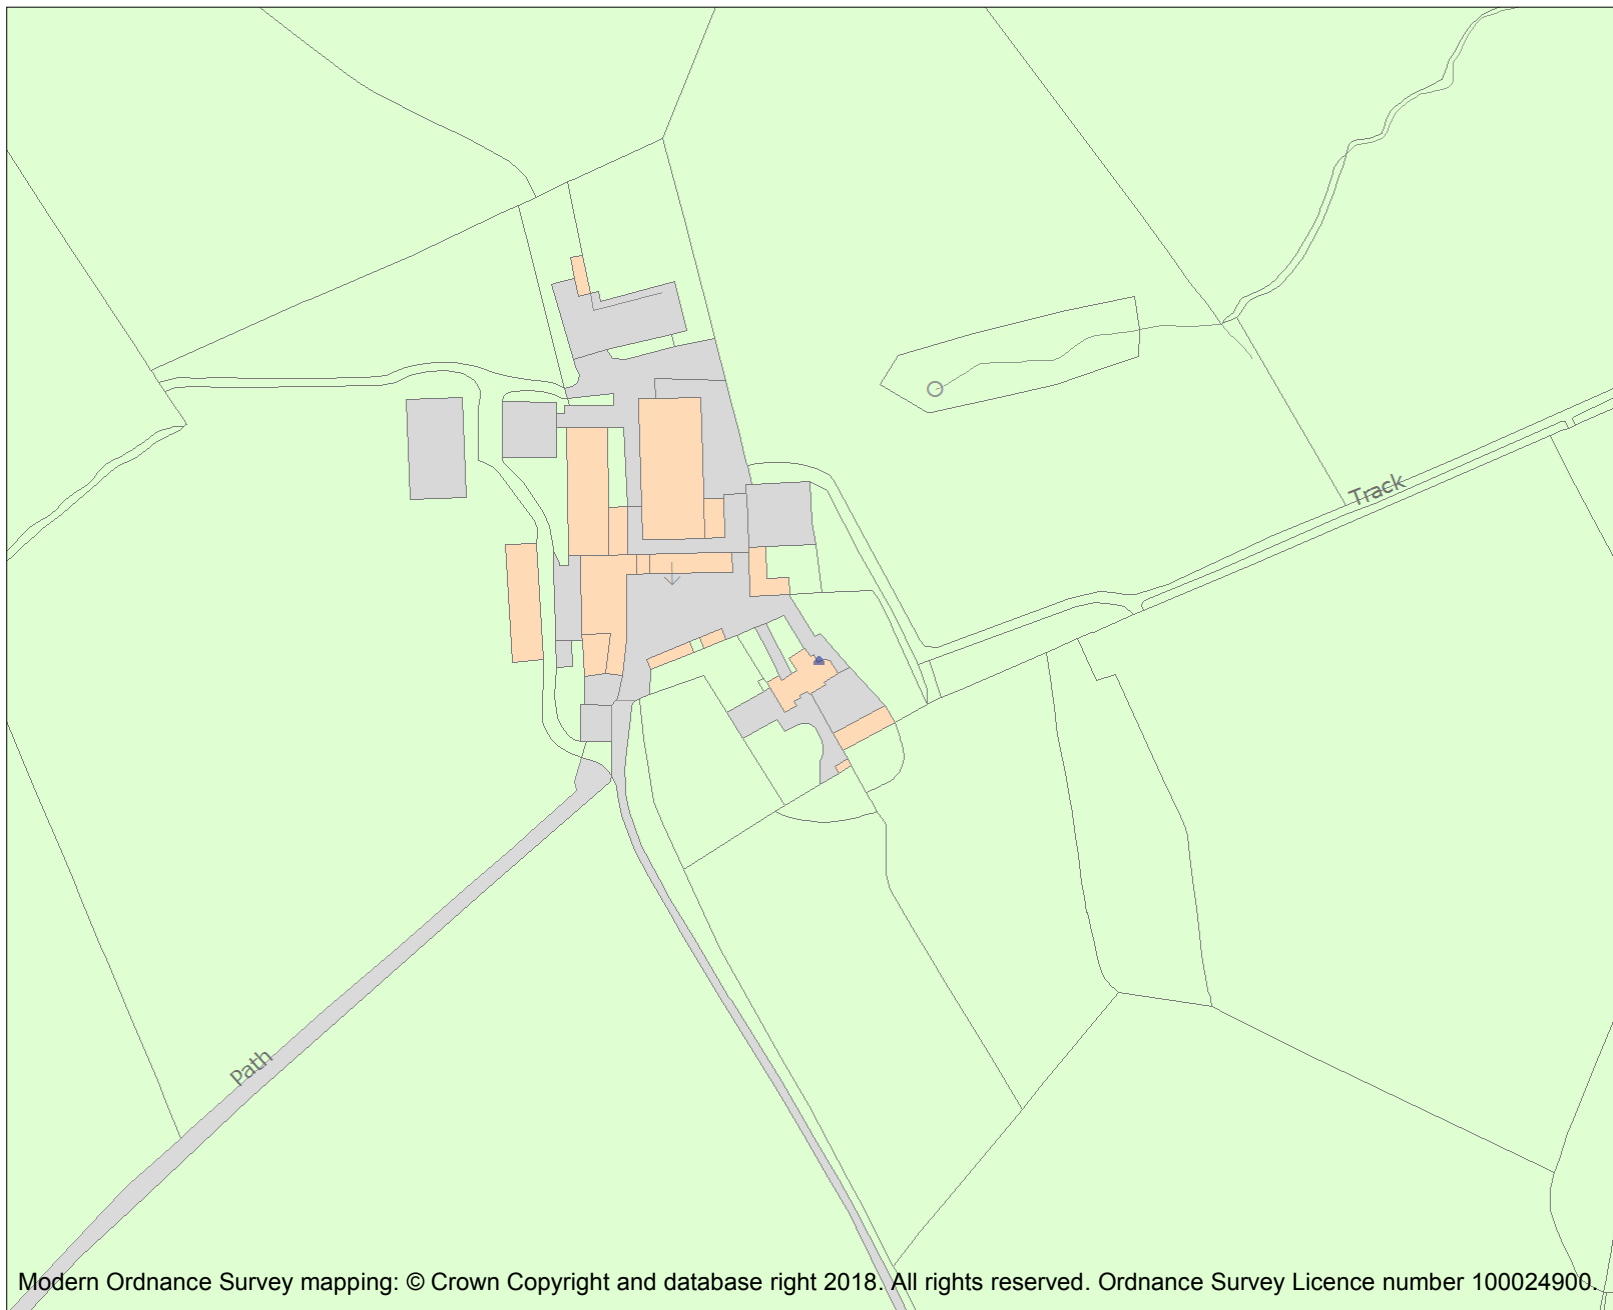 Track
Path
Modern Ordnance Survey mapping: © Crown Copyright and database right 2018. All rights reserved. Ordnance Survey Licence number 100024900.